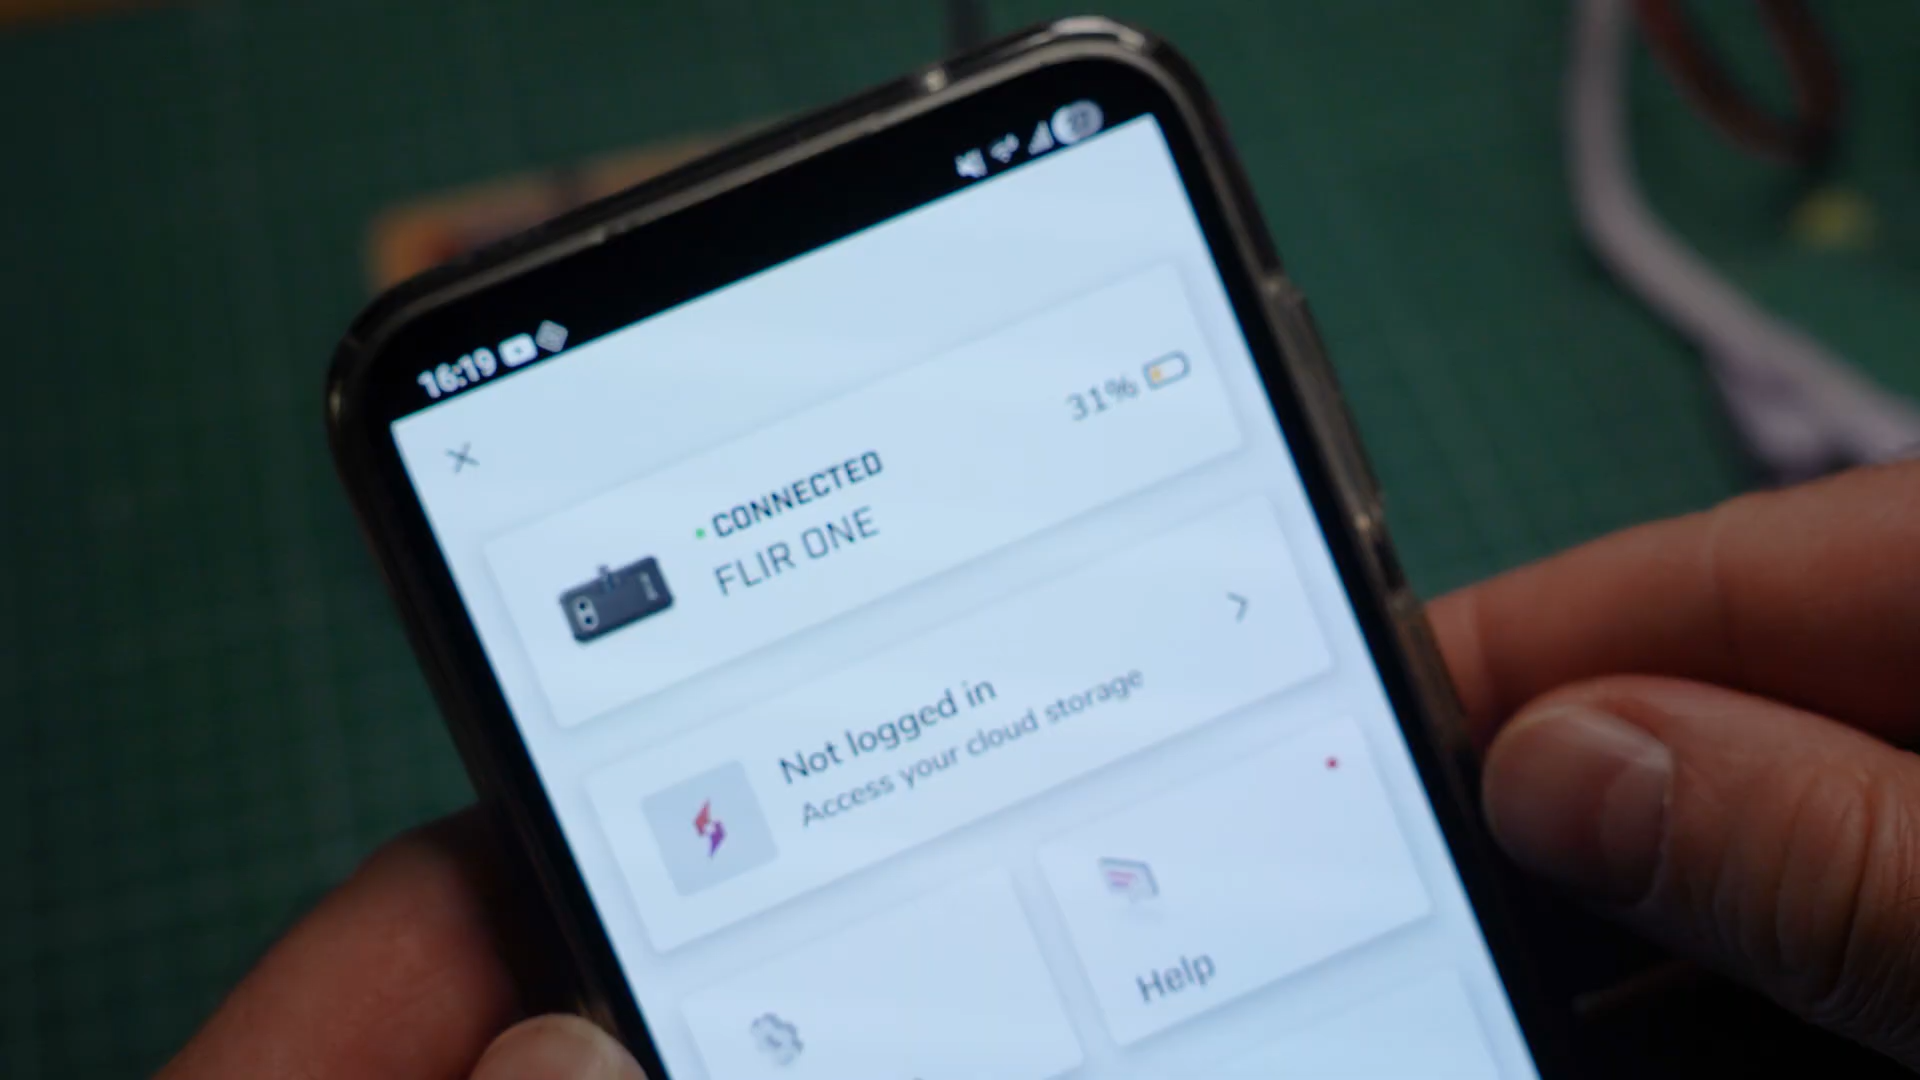 16:19
31%
CONNECTED
FLIR ONE
Not logged in
Access your cloud storage
Help